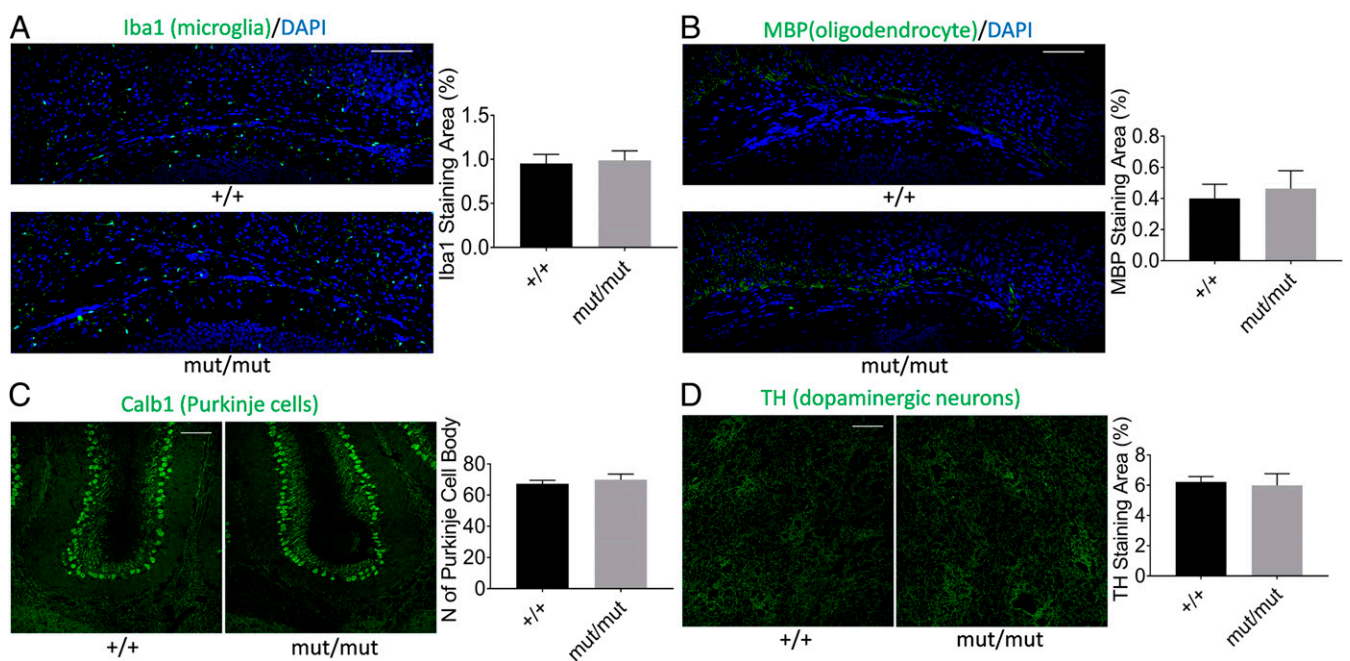 A
Iba1 (microglia)/DAPI
+/+
mut/mut
Iba1 Staining Area (%)
1.5
1.0
0.5
0.0
+/+
mut/mut
B
MBP(oligodendrocyte)/DAPI
+/+
mut/mut
MBP Staining Area (%)
0.8
0.6
0.4
0.2
0.0
+/+
mut/mut
C
Calb1 (Purkinje cells)
+/+
mut/mut
N of Purkinje Cell Body
80
60
40
20
0
+/+
mut/mut
D
TH (dopaminergic neurons)
+/+
mut/mut
TH Staining Area (%)
8
6
4
2
0
+/+
mut/mut